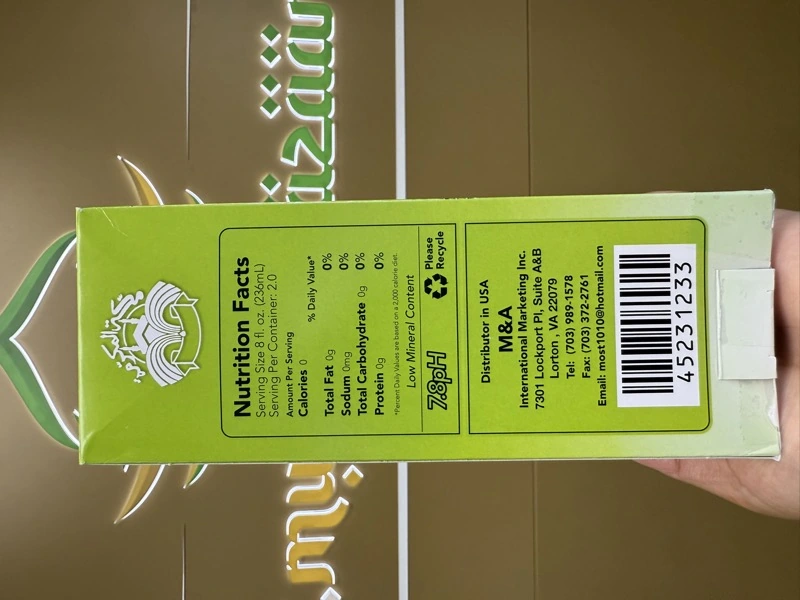 Nutrition Facts
Serving Size 8 fl. oz. (236mL)
Serving Per Container: 2.0
Amount Per Serving
Calories 0
% Daily Value*
Total Fat 0g 0%
Sodum 0mg 0%
Total Carbohydrate 0g 0%
Protein 0g 0%
*Percent Daily Values are based on a 2,000 calorie diet.
Low Mineral Content
7.8pH
Please
Recycle
Distributor in USA
M&A
International Marketing Inc.
7301 Lockport Pl, Suite A&B
Lorton , VA 22079
Tel: (703) 989-1578
Fax: (703) 372-2761
Email: most1010@hotmail.com
45231233